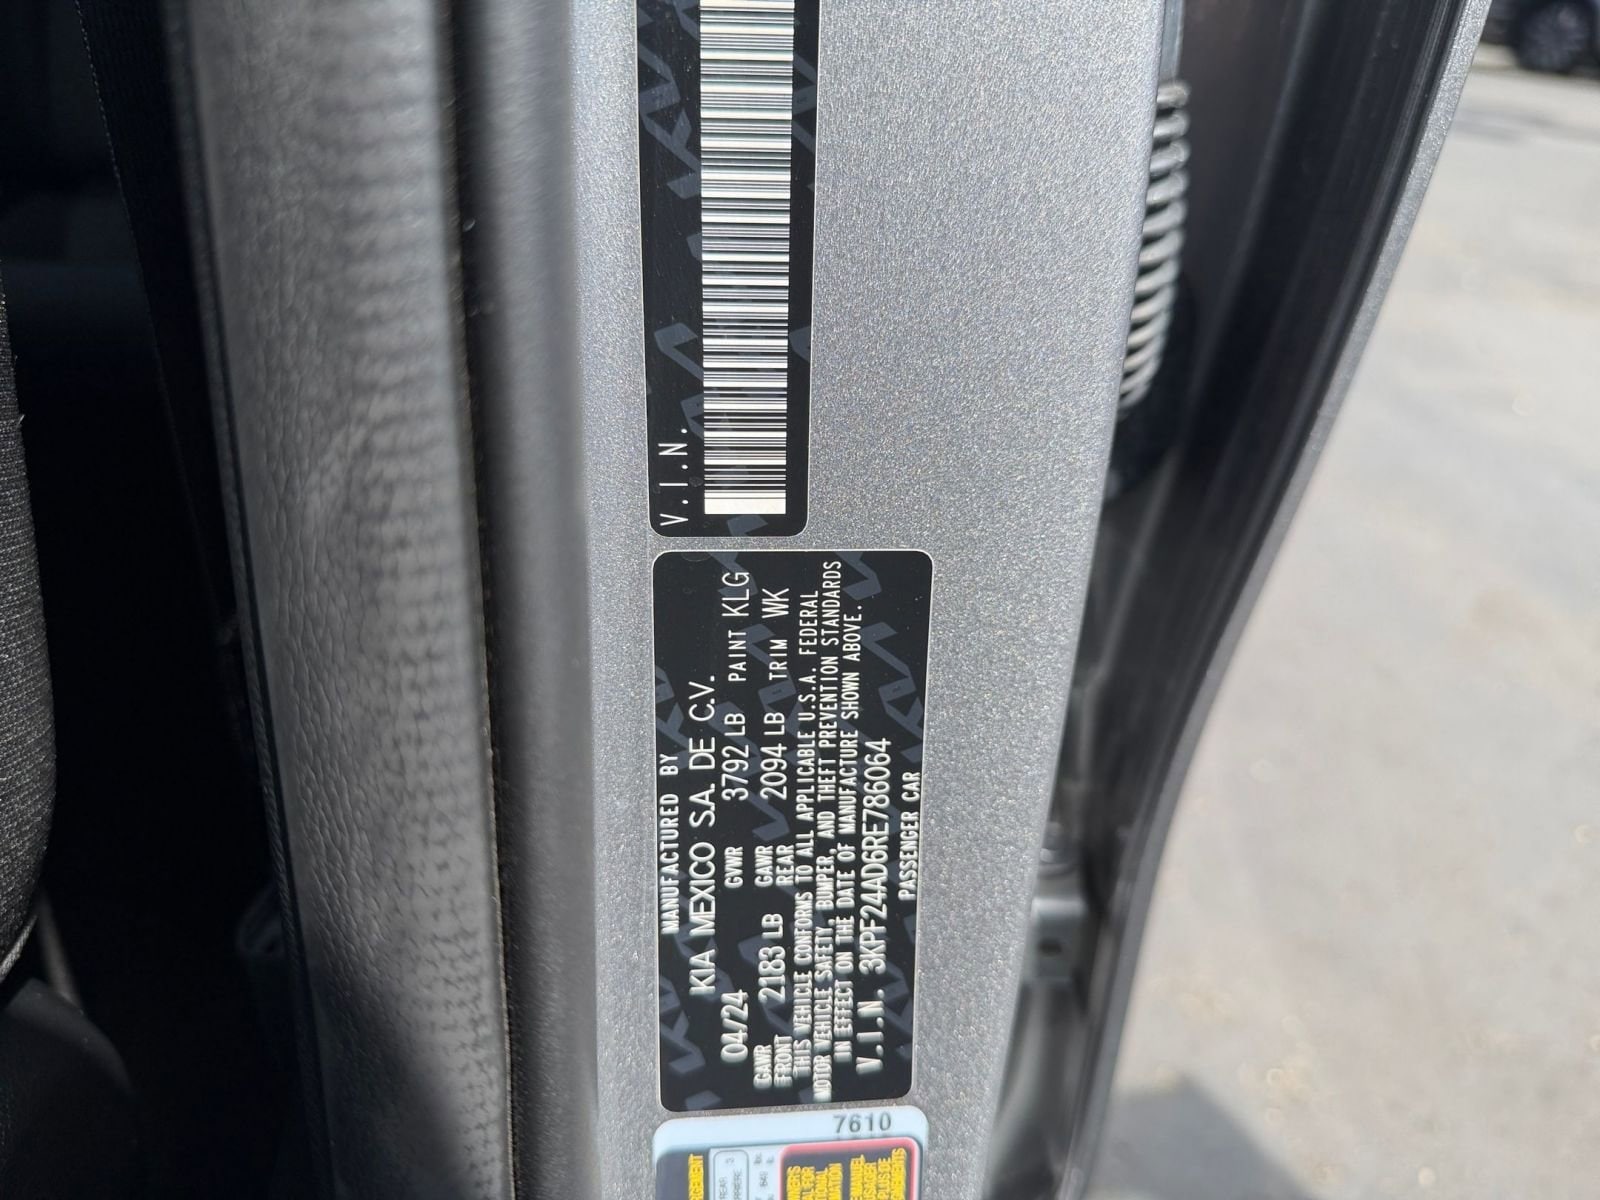 V.I.N.
MANUFACTURED BY
KIA MEXICO S.A. DE C.V.
04/24 GVWR 3792 LB PAINT KLG
GAWR FRONT 2183 LB GAWR REAR 2094 LB TRIM WK
THIS VEHICLE CONFORMS TO ALL APPLICABLE U.S.A. FEDERAL
MOTOR VEHICLE SAFETY, BUMPER, AND THEFT PREVENTION STANDARDS
IN EFFECT ON THE DATE OF MANUFACTURE SHOWN ABOVE.
V.I.N. 3KPF24AD6RE786064
PASSENGER CAR
7610